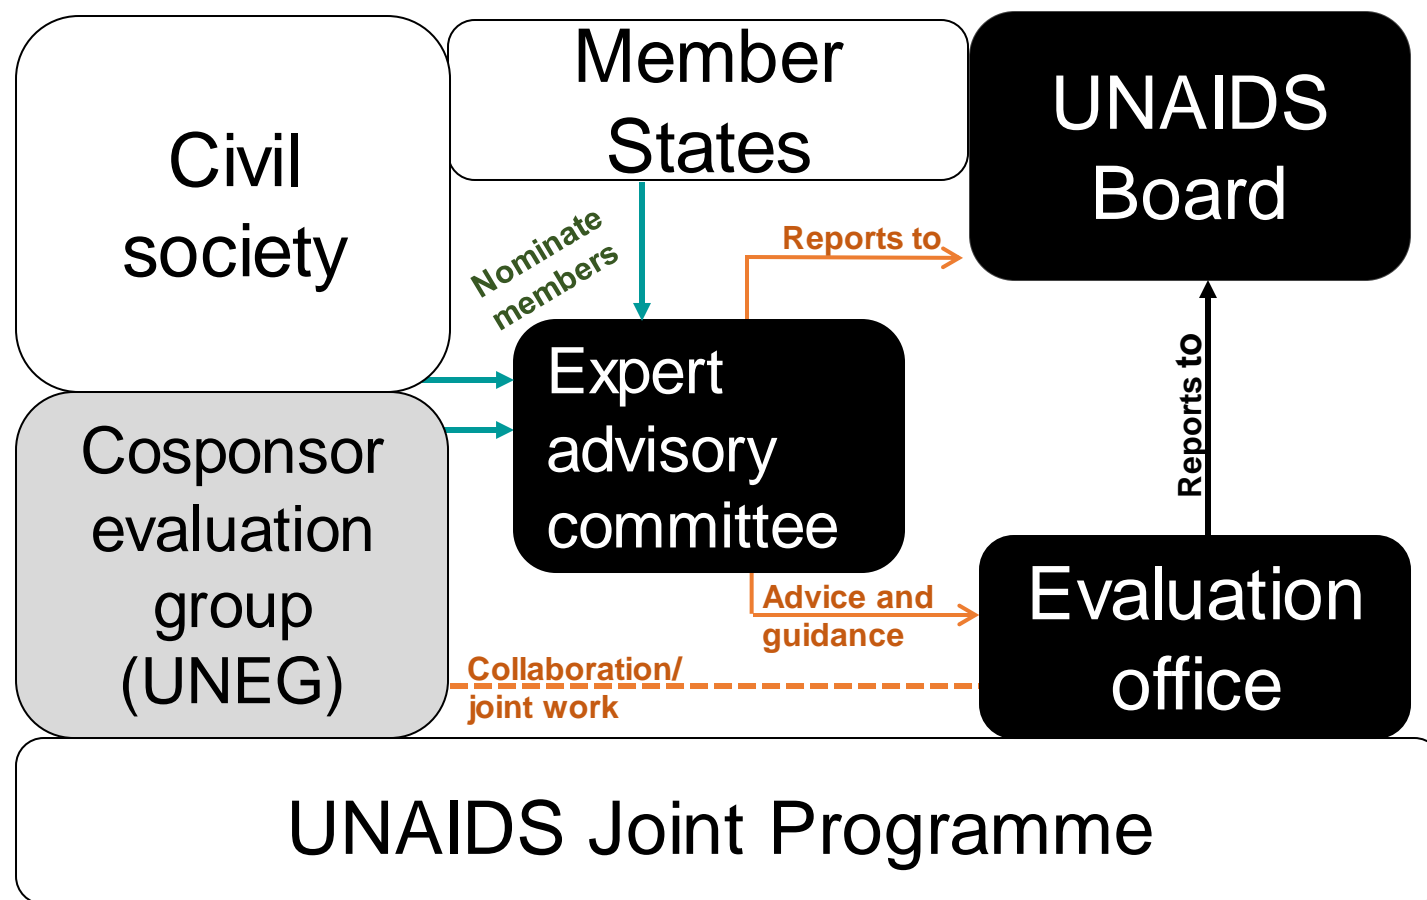 Civil
society
Member
States
UNAIDS
Board
Nominate
members
Reports to
Expert
advisory
committee
Reports to
Cosponsor
evaluation
group
(UNEG)
Advice and
guidance
Evaluation
office
Collaboration/
joint work
UNAIDS Joint Programme